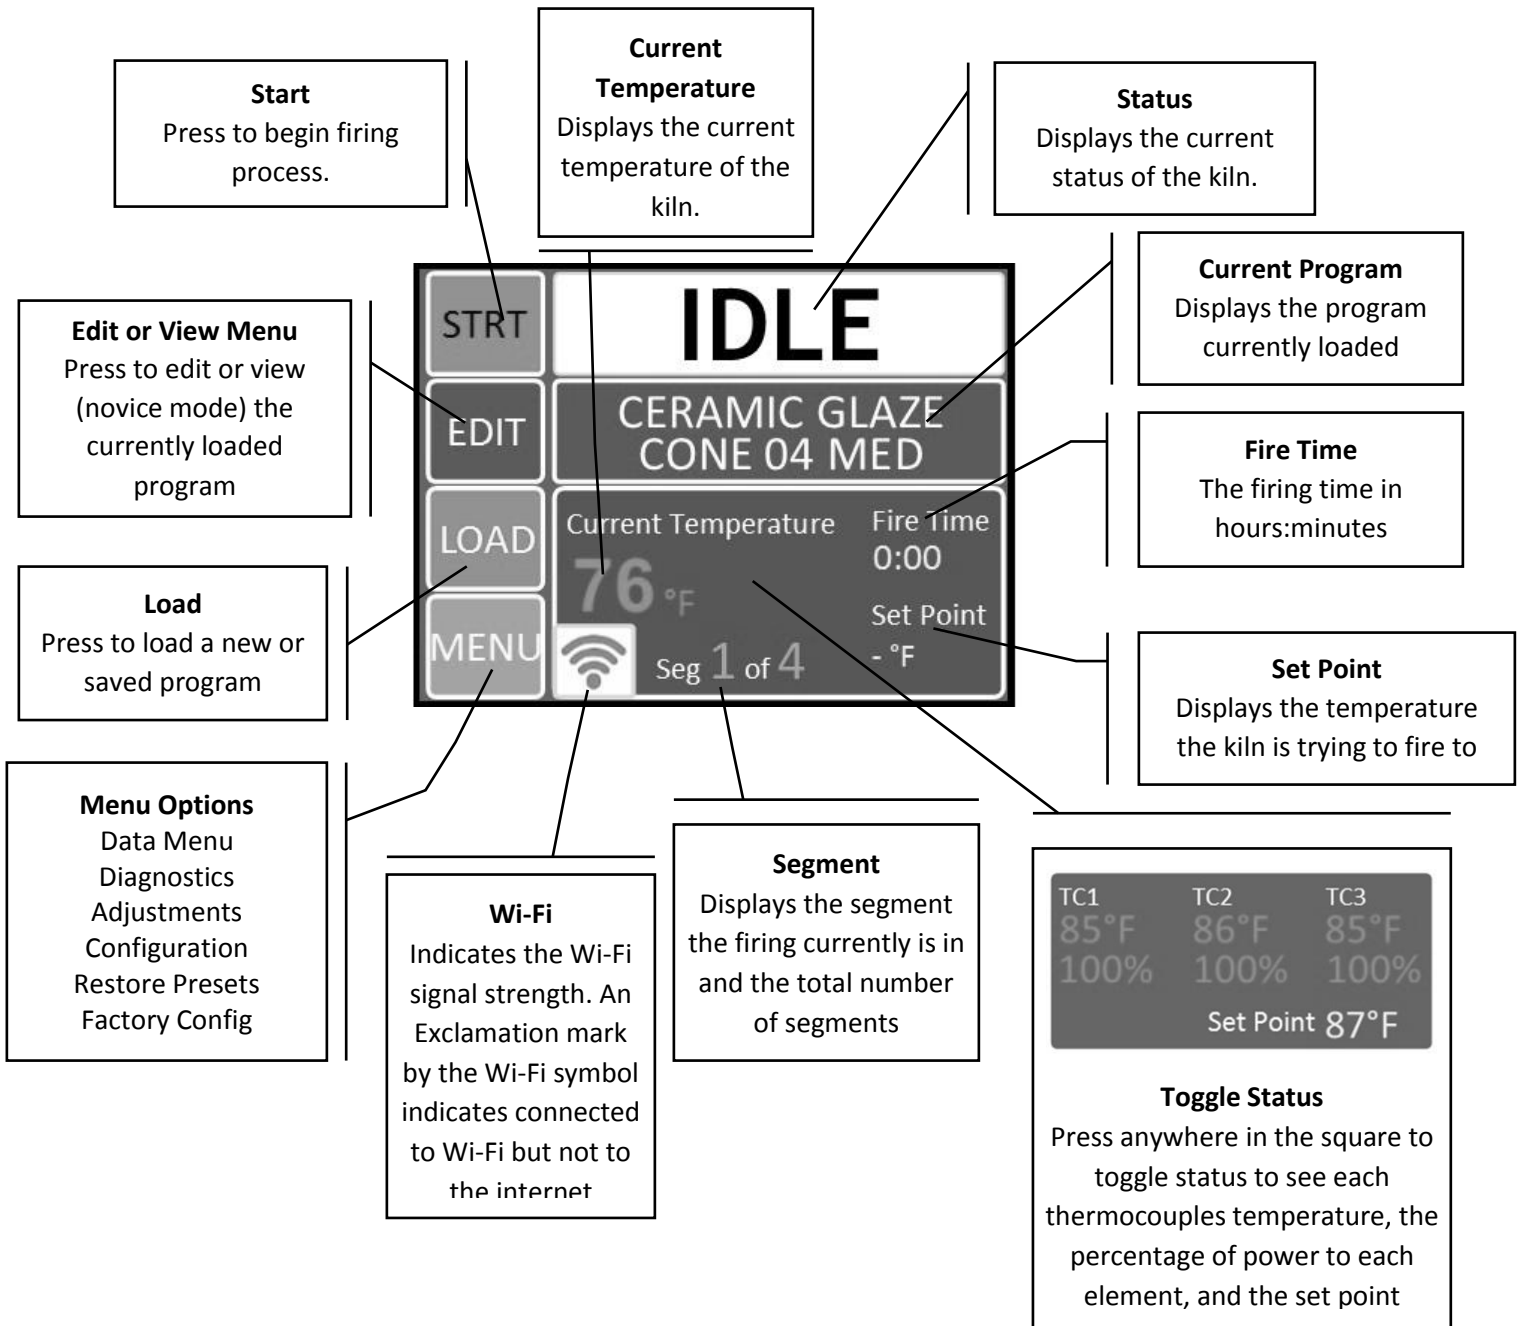 Current
Temperature
Displays the current
temperature of the
kiln.
Start
Press to begin firing
process.
Status
Displays the current
status of the kiln.
Current Program
Displays the program
currently loaded
Edit or View Menu
Press to edit or view
(novice mode) the
currently loaded
program
STRT
IDLE
EDIT
CERAMIC GLAZE
CONE 04 MED
LOAD
Current Temperature
76 °F
Fire Time
0:00
Set Point
- °F
MENU
Seg 1 of 4
Fire Time
The firing time in
hours:minutes
Load
Press to load a new or
saved program
Set Point
Displays the temperature
the kiln is trying to fire to
Menu Options
Data Menu
Diagnostics
Adjustments
Configuration
Restore Presets
Factory Config
Wi-Fi
Indicates the Wi-Fi
signal strength. An
Exclamation mark
by the Wi-Fi symbol
indicates connected
to Wi-Fi but not to
the internet
Segment
Displays the segment
the firing currently is in
and the total number
of segments
TC1 TC2 TC3
85°F 86°F 85°F
100% 100% 100%
Set Point 87°F
Toggle Status
Press anywhere in the square to
toggle status to see each
thermocouples temperature, the
percentage of power to each
element, and the set point